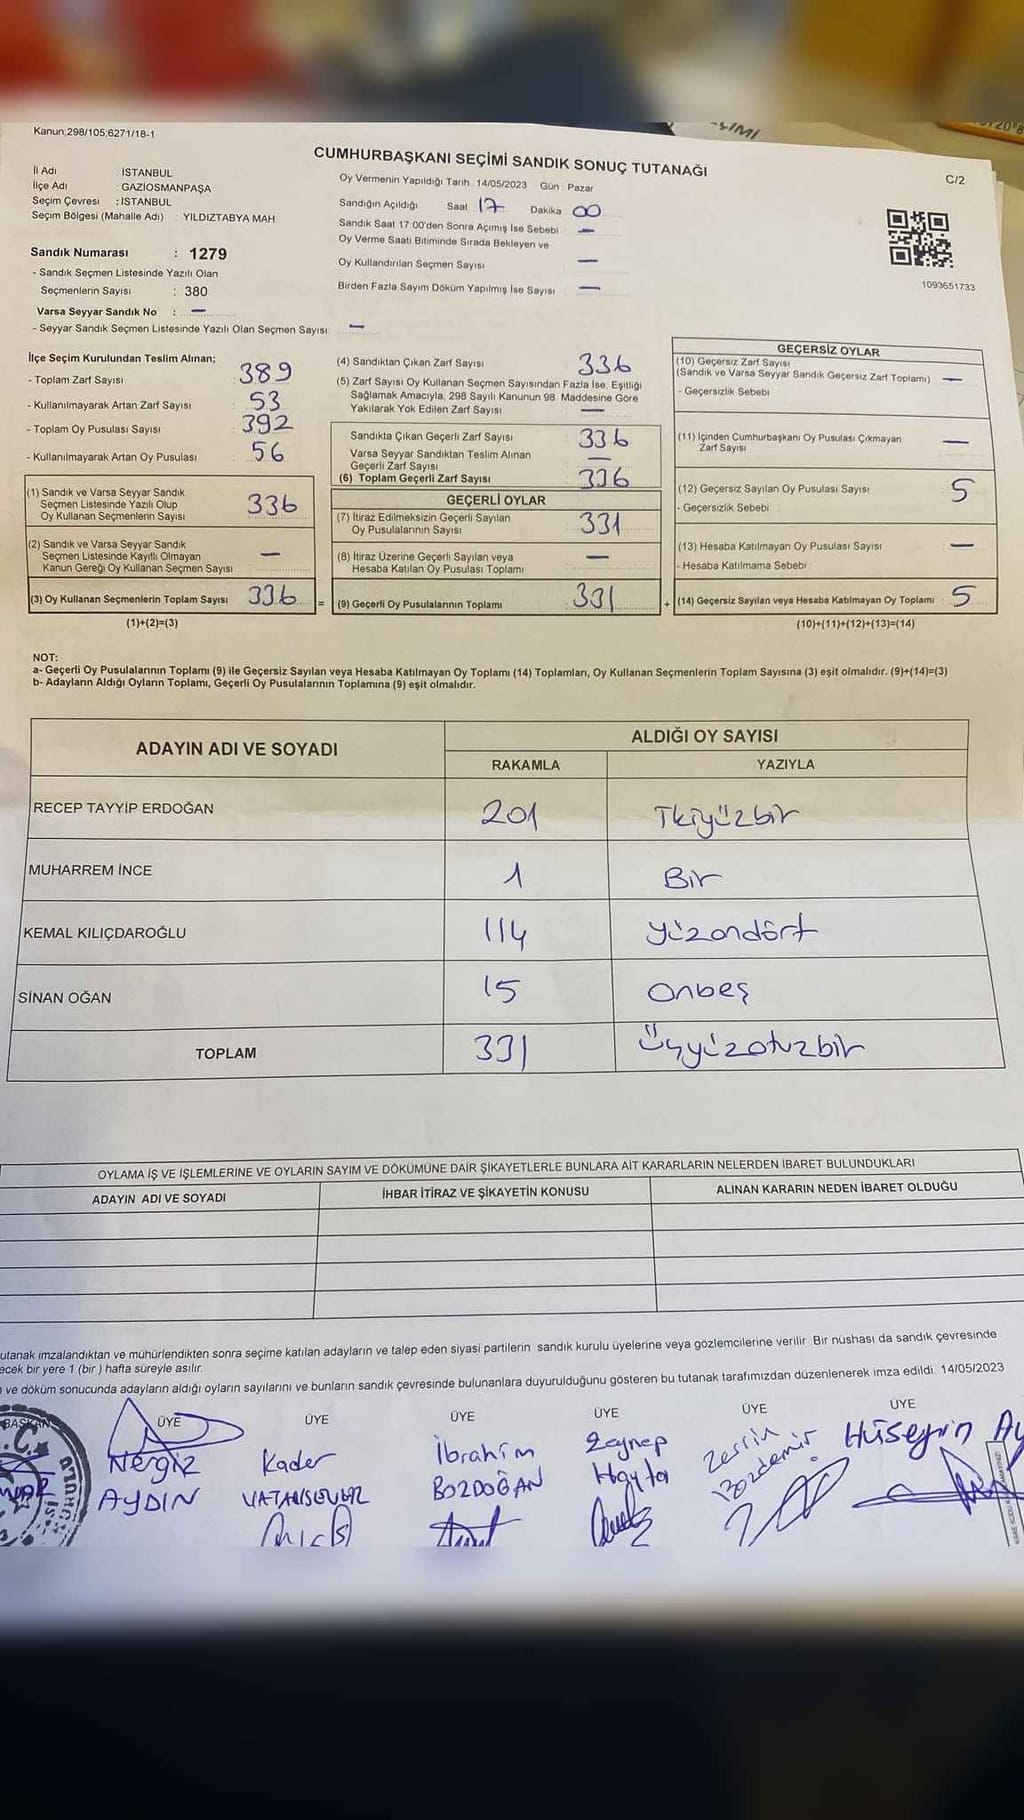 Kanun;298/105,6271/18-1
CUMHURBAŞKANI SEÇİMİ SANDIK SONUÇ TUTANAĞI
C/2
İl Adı : İSTANBUL
İlçe Adı : GAZİOSMANPAŞA
Seçim Çevresi : İSTANBUL
Seçim Bölgesi (Mahalle Adı) : YILDIZTABYA MAH.
Oy Vermenin Yapıldığı Tarih : 14/05/2023 Gün : Pazar
Sandığın Açıldığı Saat 17 Dakika 00
Sandık Saat 17:00'den Sonra Açımış İse Sebebi : —
Oy Verme Saati Bitiminde Sırada Bekleyen ve
Oy Kullandırılan Seçmen Sayısı —
Birden Fazla Sayım Döküm Yapılmış İse Sayısı : —
1093651733
Sandık Numarası : 1279
- Sandık Seçmen Listesinde Yazılı Olan
Seçmenlerin Sayısı : 380
Varsa Seyyar Sandık No : —
- Seyyar Sandık Seçmen Listesinde Yazılı Olan Seçmen Sayısı: —
İlçe Seçim Kurulundan Teslim Alınan;
- Toplam Zarf Sayısı 389
- Kullanılmayarak Artan Zarf Sayısı 53
- Toplam Oy Pusulası Sayısı 392
- Kullanılmayarak Artan Oy Pusulası 56
(1) Sandık ve Varsa Seyyar Sandık
Seçmen Listesinde Yazılı Olup
Oy Kullanan Seçmenlerin Sayısı 336
(2) Sandık ve Varsa Seyyar Sandık
Seçmen Listesinde Kayıtlı Olmayan
Kanun Gereği Oy Kullanan Seçmen Sayısı —
(3) Oy Kullanan Seçmenlerin Toplam Sayısı 336
(1)+(2)=(3)
(4) Sandıktan Çıkan Zarf Sayısı 336
(5) Zarf Sayısı Oy Kullanan Seçmen Sayısından Fazla İse, Eşitliği
Sağlamak Amacıyla, 298 Sayılı Kanunun 98. Maddesine Göre
Yakılarak Yok Edilen Zarf Sayısı —
Sandıkta Çıkan Geçerli Zarf Sayısı 336
Varsa Seyyar Sandıktan Teslim Alınan
Geçerli Zarf Sayısı —
(6) Toplam Geçerli Zarf Sayısı 336
GEÇERLİ OYLAR
(7) İtiraz Edilmeksizin Geçerli Sayılan
Oy Pusulalarının Sayısı 331
(8) İtiraz Üzerine Geçerli Sayılan veya
Hesaba Katılan Oy Pusulası Toplamı —
= (9) Geçerli Oy Pusulalarının Toplamı : 331
GEÇERSİZ OYLAR
(10) Geçersiz Zarf Sayısı
(Sandık ve Varsa Seyyar Sandık Geçersiz Zarf Toplamı) —
- Geçersizlik Sebebi :
(11) İçinden Cumhurbaşkanı Oy Pusulası Çıkmayan
Zarf Sayısı —
(12) Geçersiz Sayılan Oy Pusulası Sayısı 5
- Geçersizlik Sebebi :
(13) Hesaba Katılmayan Oy Pusulası Sayısı —
- Hesaba Katılmama Sebebi :
+ (14) Geçersiz Sayılan veya Hesaba Katılmayan Oy Toplamı : 5
(10)+(11)+(12)+(13)=(14)
NOT:
a- Geçerli Oy Pusulalarının Toplamı (9) ile Geçersiz Sayılan veya Hesaba Katılmayan Oy Toplamı (14) Toplamları, Oy Kullanan Seçmenlerin Toplam Sayısına (3) eşit olmalıdır. (9)+(14)=(3)
b- Adayların Aldığı Oyların Toplamı, Geçerli Oy Pusulalarının Toplamına (9) eşit olmalıdır.
ADAYIN ADI VE SOYADI
ALDIĞI OY SAYISI
RAKAMLA YAZIYLA
RECEP TAYYİP ERDOĞAN 201 İkiyüzbir
MUHARREM İNCE 1 Bir
KEMAL KILIÇDAROĞLU 114 yüzondört
SİNAN OĞAN 15 onbeş
TOPLAM 331 Üçyüzotuzbir
OYLAMA İŞ VE İŞLEMLERİNE VE OYLARIN SAYIM VE DÖKÜMÜNE DAİR ŞİKAYETLERLE BUNLARA AİT KARARLARIN NELERDEN İBARET BULUNDUKLARI
ADAYIN ADI VE SOYADI İHBAR İTİRAZ VE ŞİKAYETİN KONUSU ALINAN KARARIN NEDEN İBARET OLDUĞU
utanak imzalandıktan ve mühürlendikten sonra seçime katılan adayların ve talep eden siyasi partilerin sandık kurulu üyelerine veya gözlemcilerine verilir. Bir nüshası da sandık çevresinde
ecek bir yere 1 (bir ) hafta süreyle asılır.
ve döküm sonucunda adayların aldığı oyların sayılarını ve bunların sandık çevresinde bulunanlara duyurulduğunu gösteren bu tutanak tarafımızdan düzenlenerek imza edildi. 14/05/2023
BAŞKAN ÜYE ÜYE ÜYE ÜYE ÜYE ÜYE
Nergiz AYDIN
Kader
İbrahim BOZDOĞAN
Zeynep Hayta
Zerrin Bozdemir
Hüseyin Ay